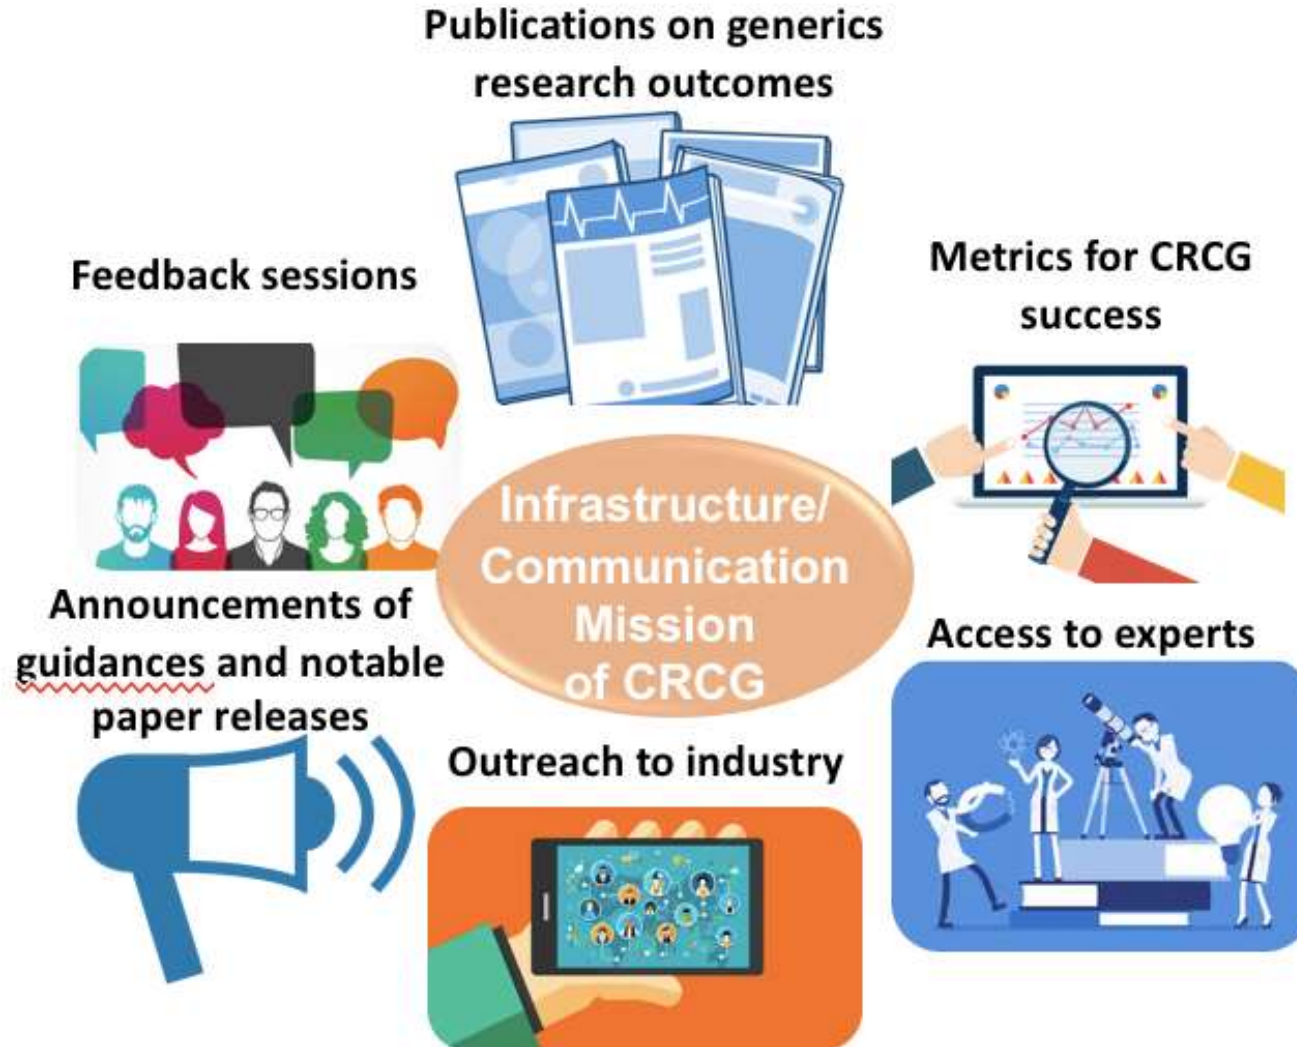 Publications on generics
research outcomes
Feedback sessions
Metrics for CRCG
success
Infrastructure/
Communication
Mission
of CRCG
Announcements of
guidances and notable
paper releases
Access to experts
Outreach to industry